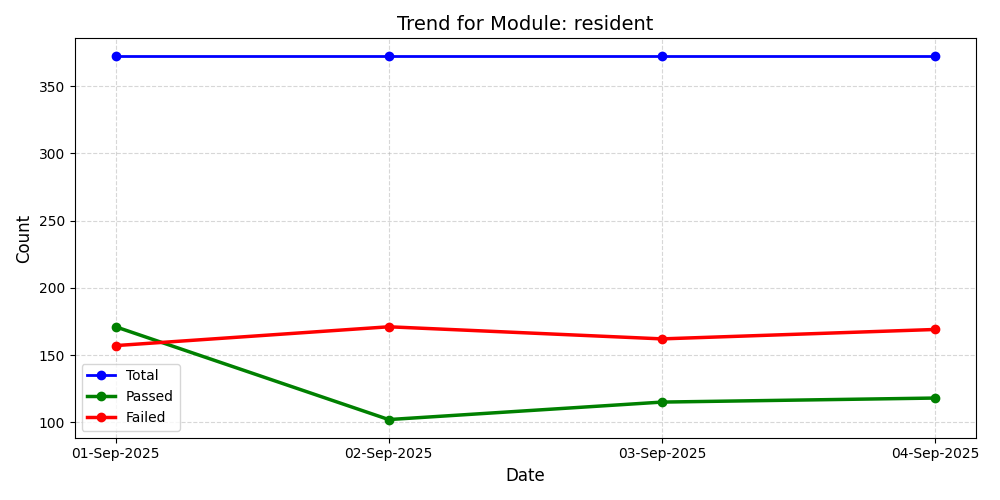 Trend for Module: resident
Count
350
300
250
200
150
100
Total
Passed
Failed
01-Sep-2025
02-Sep-2025
03-Sep-2025
04-Sep-2025
Date